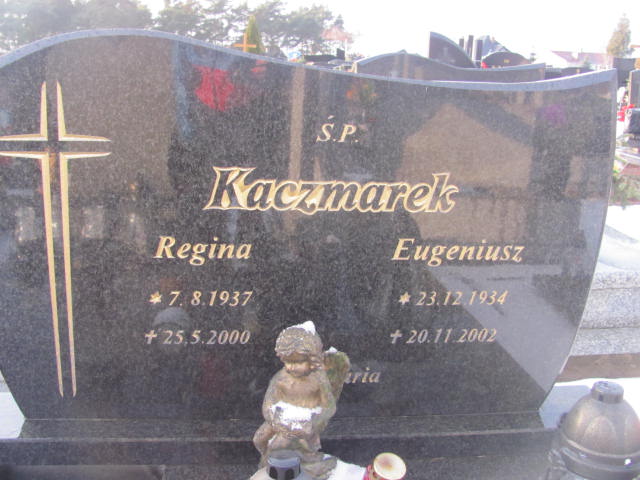 Ś.P.
Kaczmarek
Regina Eugeniusz
* 7.8.1937 * 23.12.1934
✝ 25.5.2000 ✝ 20.11.2002